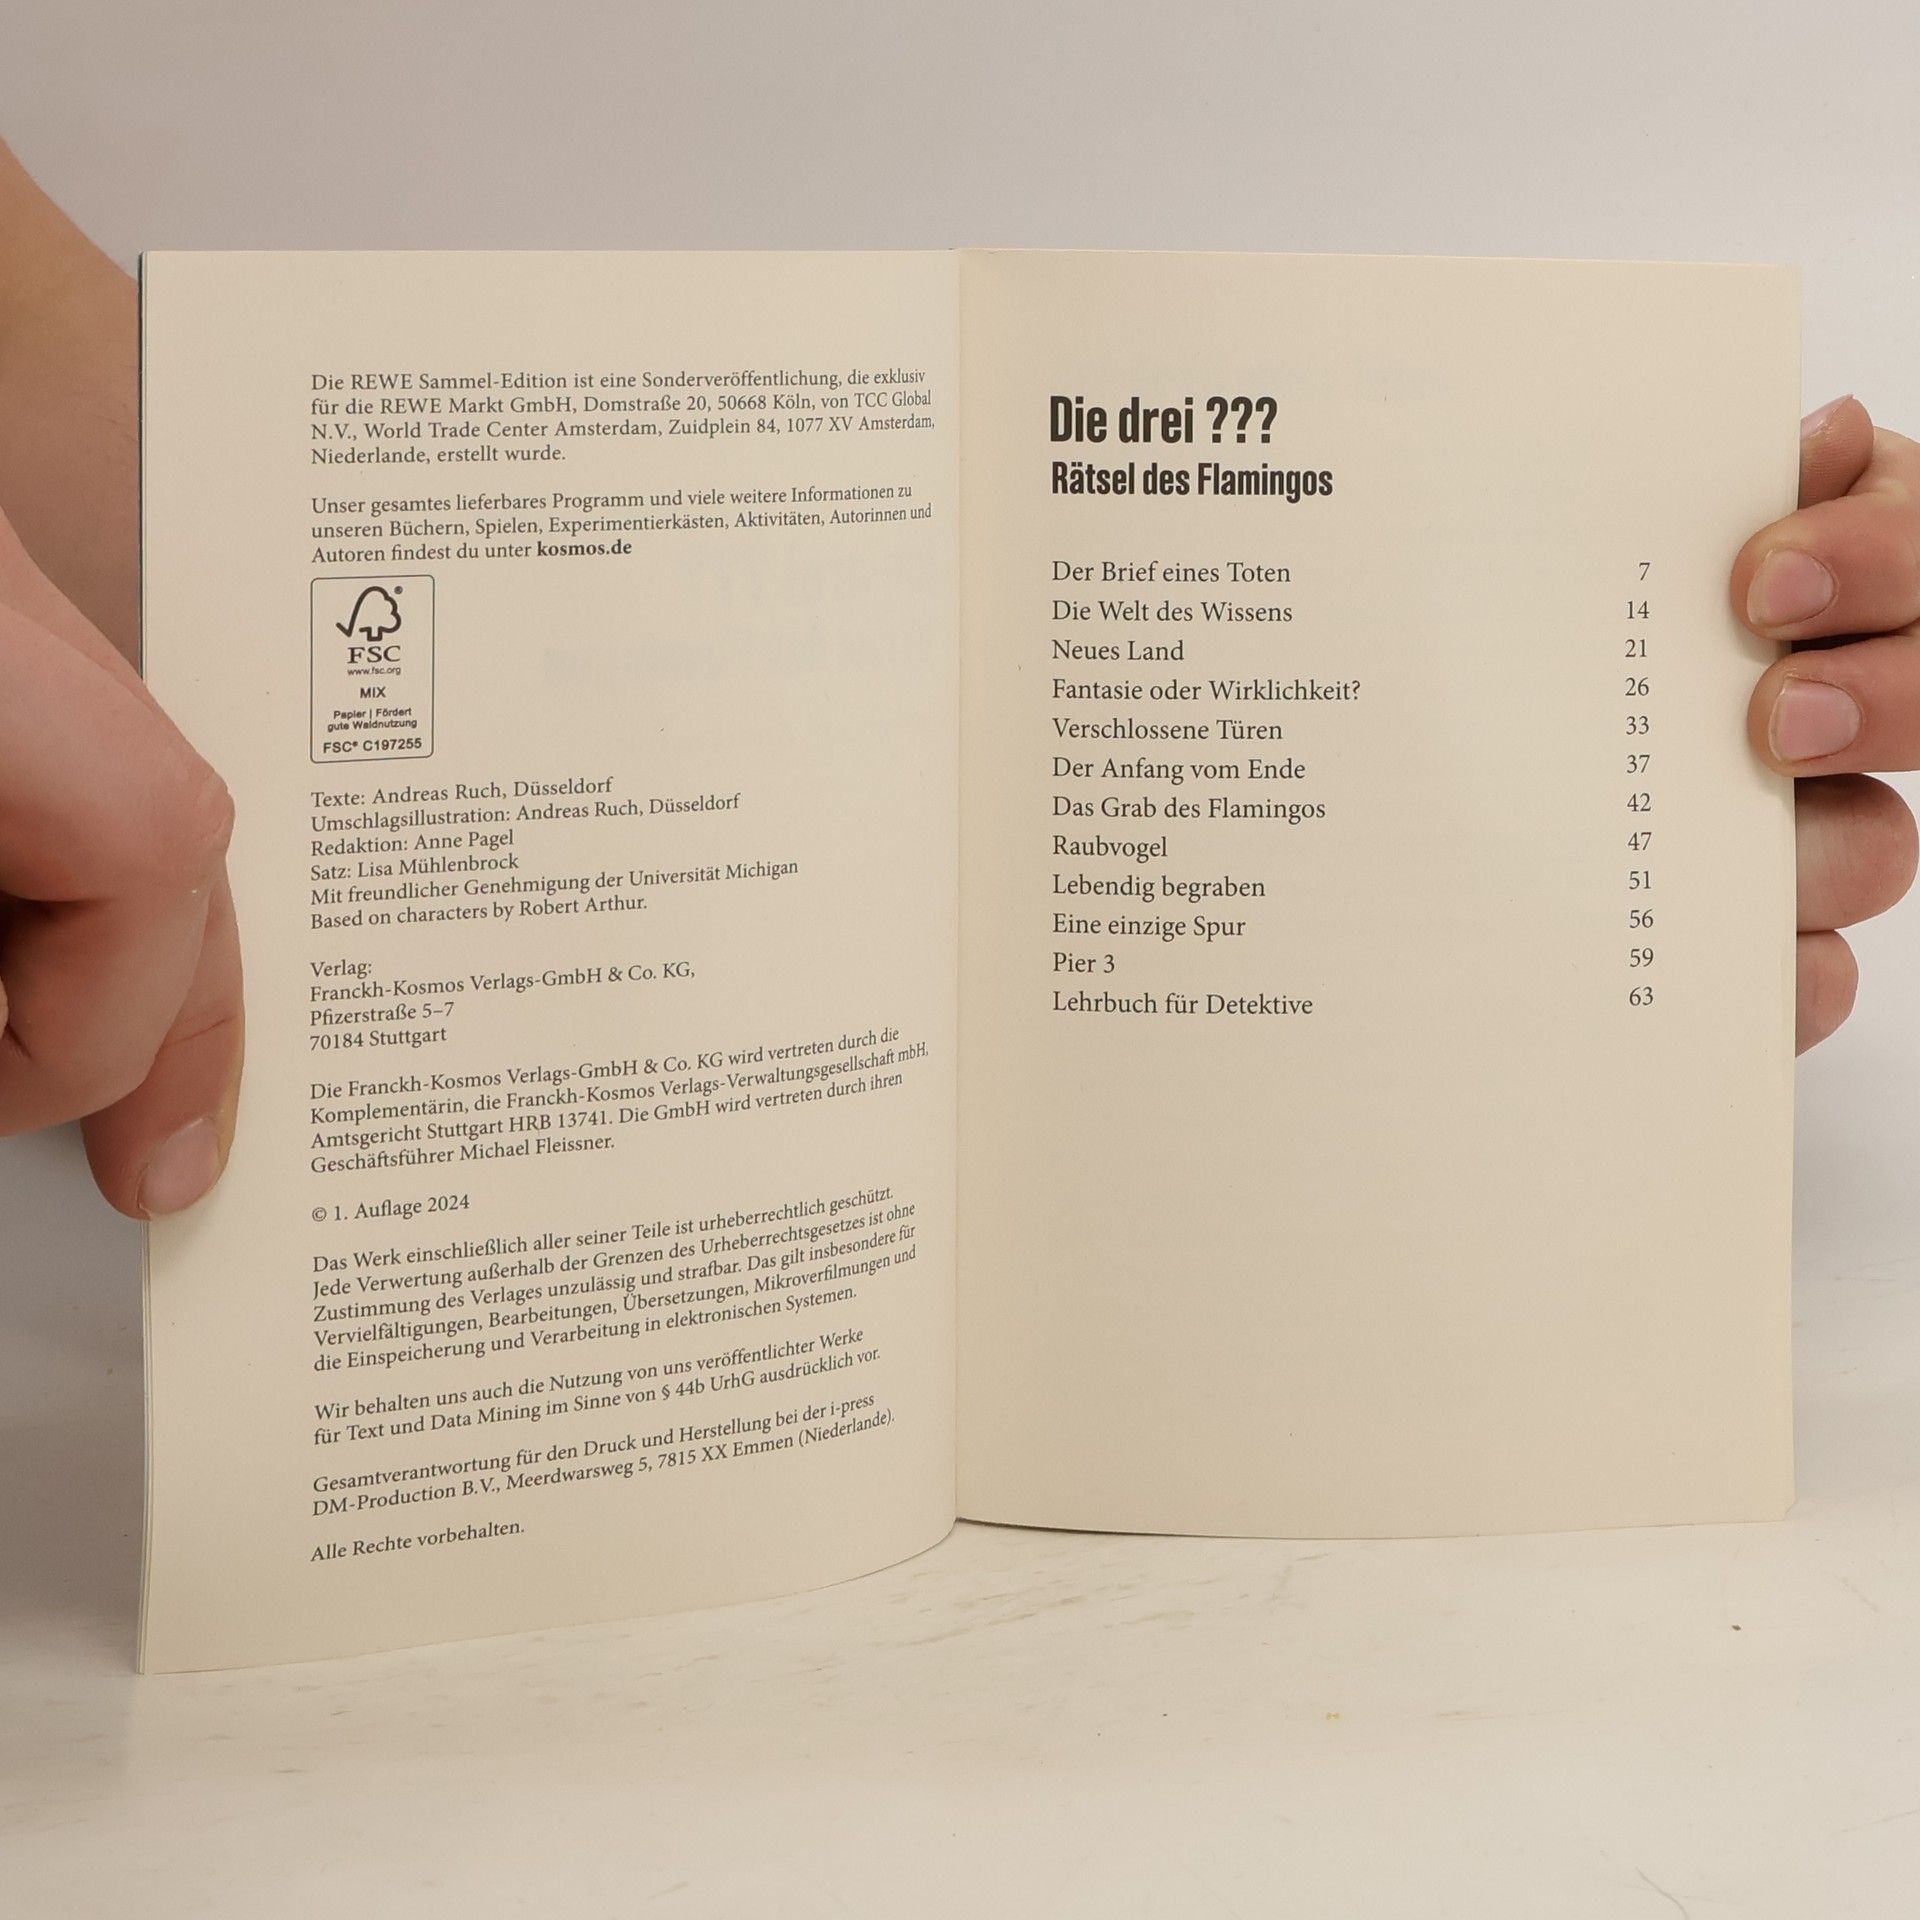 Die REWE Sammel-Edition ist eine Sonderveröffentlichung, die exklusiv
für die REWE Markt GmbH, Domstraße 20, 50668 Köln, von TCC Global
N.V., World Trade Center Amsterdam, Zuidplein 84, 1077 XV Amsterdam,
Niederlande, erstellt wurde.
Unser gesamtes lieferbares Programm und viele weitere Informationen zu
unseren Büchern, Spielen, Experimentierkästen, Aktivitäten, Autorinnen und
Autoren findest du unter kosmos.de
®
FSC
www.fsc.org
MIX
Papier | Fördert
gute Waldnutzung
FSC® C197255
Texte: Andreas Ruch, Düsseldorf
Umschlagsillustration: Andreas Ruch, Düsseldorf
Redaktion: Anne Pagel
Satz: Lisa Mühlenbrock
Mit freundlicher Genehmigung der Universität Michigan
Based on characters by Robert Arthur.
Verlag:
Franckh-Kosmos Verlags-GmbH & Co. KG,
Pfizerstraße 5–7
70184 Stuttgart
Die Franckh-Kosmos Verlags-GmbH & Co. KG wird vertreten durch die
Komplementärin, die Franckh-Kosmos Verlags-Verwaltungsgesellschaft mbH,
Amtsgericht Stuttgart HRB 13741. Die GmbH wird vertreten durch ihren
Geschäftsführer Michael Fleissner.
© 1. Auflage 2024
Das Werk einschließlich aller seiner Teile ist urheberrechtlich geschützt.
Jede Verwertung außerhalb der Grenzen des Urheberrechtsgesetzes ist ohne
Zustimmung des Verlages unzulässig und strafbar. Das gilt insbesondere für
Vervielfältigungen, Bearbeitungen, Übersetzungen, Mikroverfilmungen und
die Einspeicherung und Verarbeitung in elektronischen Systemen.
Wir behalten uns auch die Nutzung von uns veröffentlichter Werke
für Text und Data Mining im Sinne von § 44b UrhG ausdrücklich vor.
Gesamtverantwortung für den Druck und Herstellung bei der i-press
DM-Production B.V., Meerdwarsweg 5, 7815 XX Emmen (Niederlande).
Alle Rechte vorbehalten.
Die drei ???
Rätsel des Flamingos
Der Brief eines Toten 7
Die Welt des Wissens 14
Neues Land 21
Fantasie oder Wirklichkeit? 26
Verschlossene Türen 33
Der Anfang vom Ende 37
Das Grab des Flamingos 42
Raubvogel 47
Lebendig begraben 51
Eine einzige Spur 56
Pier 3 59
Lehrbuch für Detektive 63